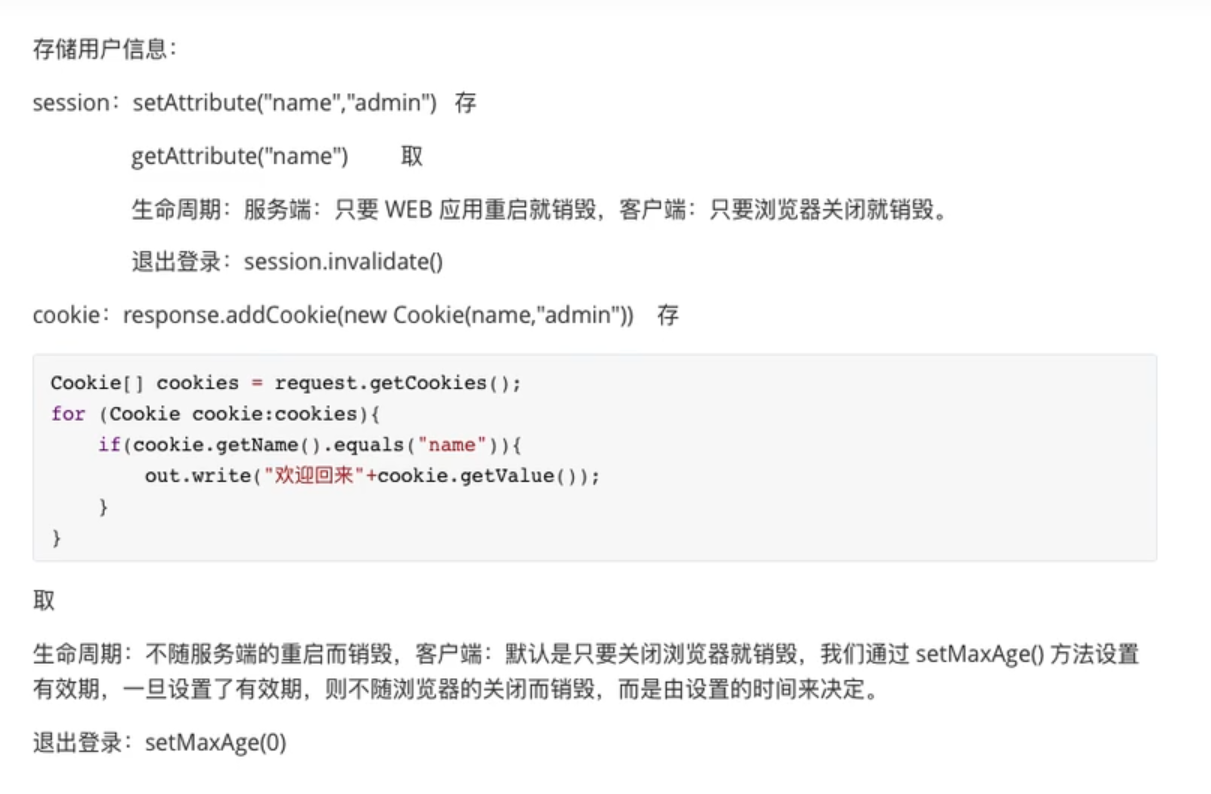 存储用户信息：
session：setAttribute("name","admin") 存
getAttribute("name") 取
生命周期：服务端：只要 WEB 应用重启就销毁，客户端：只要浏览器关闭就销毁。
退出登录：session.invalidate()
cookie：response.addCookie(new Cookie(name,"admin")) 存
Cookie[] cookies = request.getCookies();
for (Cookie cookie:cookies){
    if(cookie.getName().equals("name")){
        out.write("欢迎回来"+cookie.getValue());
    }
}
取
生命周期：不随服务端的重启而销毁，客户端：默认是只要关闭浏览器就销毁，我们通过 setMaxAge() 方法设置
有效期，一旦设置了有效期，则不随浏览器的关闭而销毁，而是由设置的时间来决定。
退出登录：setMaxAge(0)